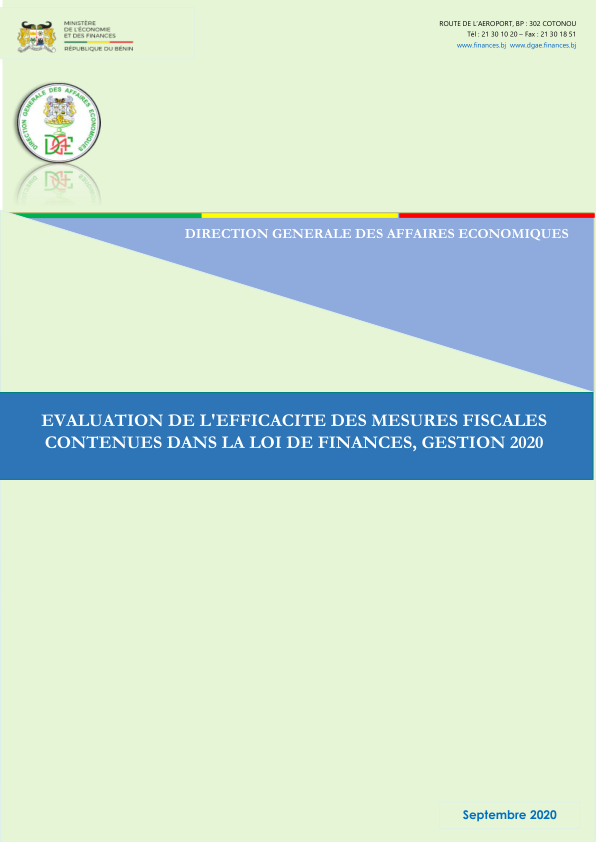 MINISTÈRE
DE L'ÉCONOMIE
ET DES FINANCES
RÉPUBLIQUE DU BÉNIN
ROUTE DE L'AEROPORT, BP : 302 COTONOU
Tél : 21 30 10 20 – Fax : 21 30 18 51
www.finances.bj www.dgae.finances.bj
DIRECTION GENERALE DES AFFAIRES ECONOMIQUES
DGAE
DIRECTION GENERALE DES AFFAIRES ECONOMIQUES
EVALUATION DE L'EFFICACITE DES MESURES FISCALES
CONTENUES DANS LA LOI DE FINANCES, GESTION 2020
Septembre 2020